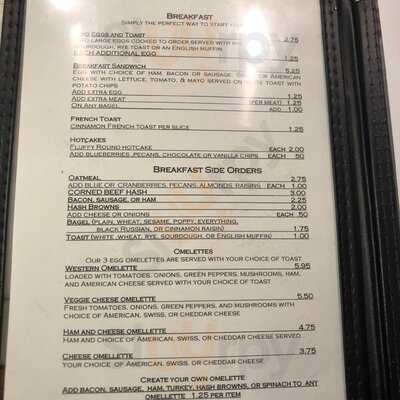 Breakfast
Simply the perfect way to start
Eggs and Toast
large eggs cooked to order served with 2.75
sourdough, rye toast or an English muffin
Each additional egg 1.25
Breakfast Sandwich 5.25
Egg with choice of ham, bacon or sausage, or American
cheese with lettuce, tomato, & mayo served on toast with
potato chips
Add extra egg 1.25
Add extra meat (per meat) 1.25
On any bagel add 1.00
French Toast
Cinnamon French toast per slice 1.25
Hotcakes
Fluffy round hotcake each 2.00
Add blueberries, pecans, chocolate or vanilla chips each .50
Breakfast Side Orders
Oatmeal 2.75
Add blue or cranberries, pecans, almonds, raisins each 1.00
Corned beef hash 3.00
Bacon, sausage, or ham 2.25
Hash Browns 2.00
Add cheese or onions each .50
Bagel (plain, wheat, sesame, poppy, everything,
black Russian, or cinnamon raisin) 1.75
Toast (white, wheat, rye, sourdough, or English muffin) 1.00
Omelettes
Our 3 egg omelettes are served with your choice of toast
Western omelette 5.95
Loaded with tomatoes, onions, green peppers, mushrooms, ham,
and American cheese served with your choice of toast
Veggie cheese omelette 5.50
Fresh tomatoes, onions, green peppers, and mushrooms with
choice of American, swiss, or cheddar cheese
Ham and cheese omellette 4.75
Ham and choice of American, swiss, or cheddar cheese served
Cheese omellette 3.75
Your choice of American, swiss, or cheddar cheese
Create your own omelette
Add bacon, sausage, ham, turkey, hash browns, or spinach to any
omellette 1.25 per item